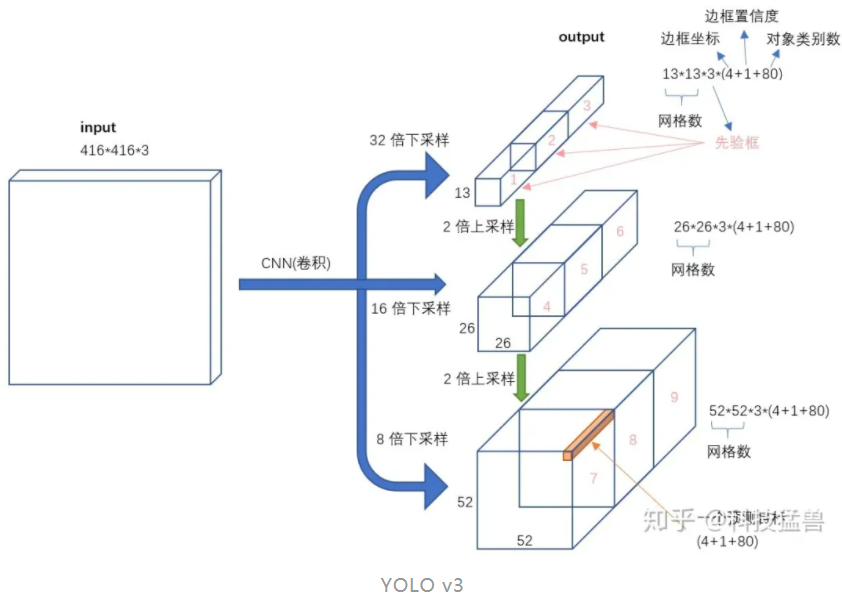 output
边框置信度
边框坐标
对象类别数
13*13*3*(4+1+80)
网格数
先验框
input
416*416*3
32 倍下采样
3
2
1
13
2 倍上采样
CNN(卷积)
16 倍下采样
6
5
4
26
26
26*26*3*(4+1+80)
网格数
2 倍上采样
8 倍下采样
9
8
7
52
52
52*52*3*(4+1+80)
网格数
一个预测目标
(4+1+80)
知乎 @科技猛兽
YOLO v3